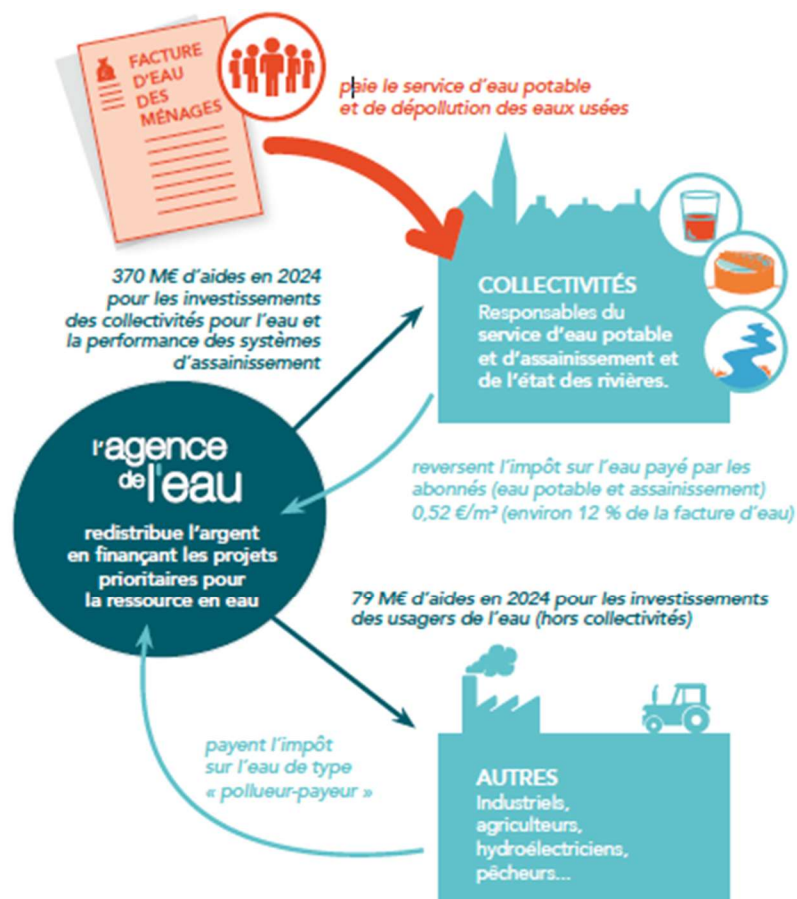 FACTURE
D'EAU
DES
MÉNAGES
paie le service d'eau potable
et de dépollution des eaux usées
370 M€ d'aides en 2024
pour les investissements
des collectivités pour l'eau et
la performance des systèmes
d'assainissement
COLLECTIVITÉS
Responsables du
service d'eau potable
et d'assainissement et
de l'état des rivières.
l'agence
de l'eau
redistribue l'argent
en finançant les projets
prioritaires pour
la ressource en eau
reversent l'impôt sur l'eau payé par les
abonnés (eau potable et assainissement)
0,52 €/m³ (environ 12 % de la facture d'eau)
79 M€ d'aides en 2024 pour les investissements
des usagers de l'eau (hors collectivités)
payent l'impôt
sur l'eau de type
« pollueur-payeur »
AUTRES
Industriels,
agriculteurs,
hydroélectriciens,
pêcheurs...